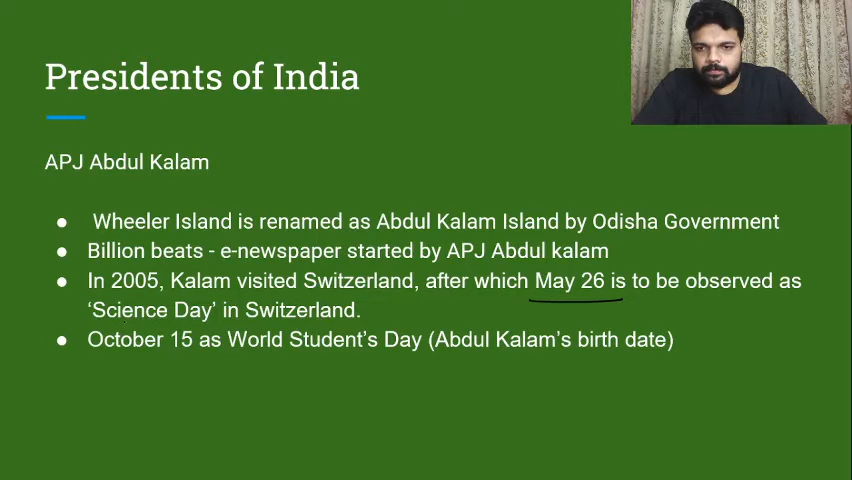 Presidents of India
APJ Abdul Kalam
● Wheeler Island is renamed as Abdul Kalam Island by Odisha Government
● Billion beats - e-newspaper started by APJ Abdul kalam
● In 2005, Kalam visited Switzerland, after which May 26 is to be observed as
‘Science Day’ in Switzerland.
● October 15 as World Student’s Day (Abdul Kalam’s birth date)